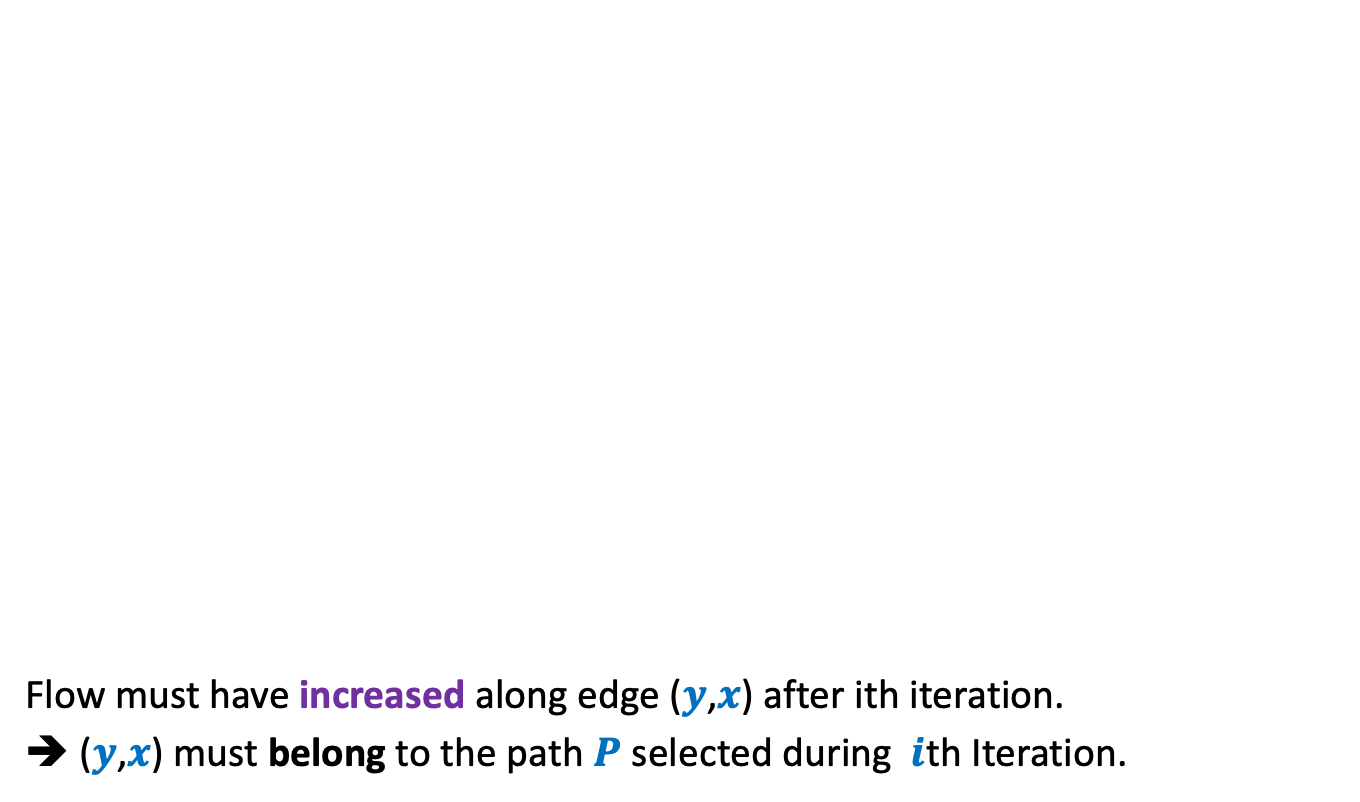 Flow must have increased along edge (y,x) after ith iteration.
➔ (y,x) must belong to the path P selected during ith Iteration.